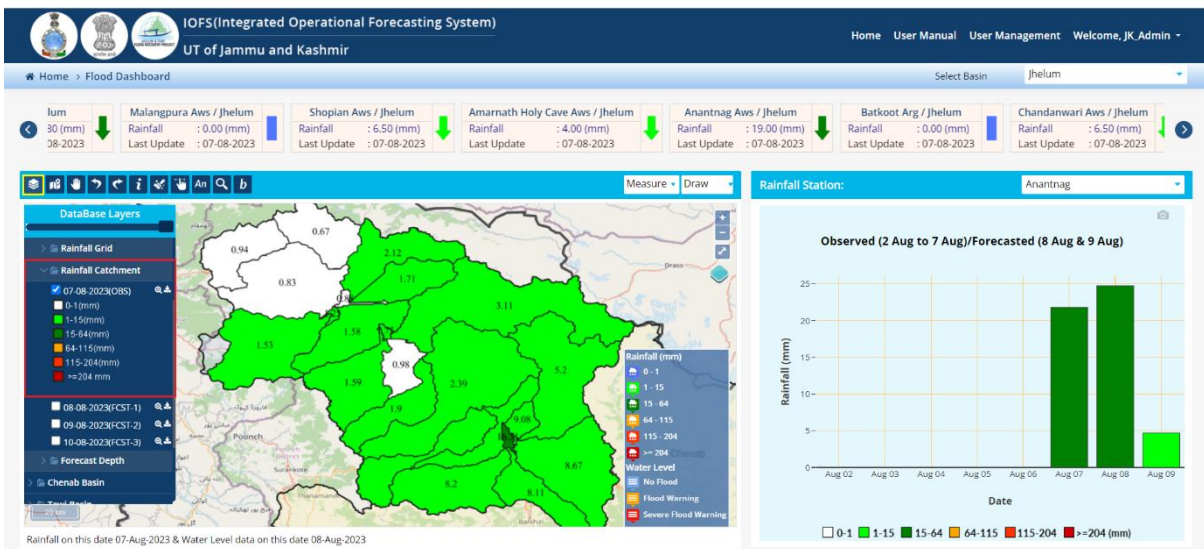 IOFS(Integrated Operational Forecasting System)
UT of Jammu and Kashmir
Home User Manual User Management Welcome, JK_Admin
Home > Flood Dashboard
Select Basin
Jhelum
lum
30 (mm)
08-2023
Malangpura Aws / Jhelum
Rainfall : 0.00 (mm)
Last Update : 07-08-2023
Shopian Aws / Jhelum
Rainfall : 6.50 (mm)
Last Update : 07-08-2023
Amarnath Holy Cave Aws / Jhelum
Rainfall : 4.00 (mm)
Last Update : 07-08-2023
Anantnag Aws / Jhelum
Rainfall : 19.00 (mm)
Last Update : 07-08-2023
Batkoot Arg / Jhelum
Rainfall : 0.00 (mm)
Last Update : 07-08-2023
Chandanwari Aws / Jhelum
Rainfall : 6.50 (mm)
Last Update : 07-08-2023
i An b
Measure Draw
DataBase Layers
Rainfall Grid
Rainfall Catchment
07-08-2023(OBS)
0-1(mm)
1-15(mm)
15-64(mm)
64-115(mm)
115-204(mm)
>=204 mm
08-08-2023(FCST-1)
09-08-2023(FCST-2)
10-08-2023(FCST-3)
Forecast Depth
Chenab Basin
Tawi Basin
20 km
0.67
0.94
2.12
0.83
1.71
3.11
1.58
1.53
0.98
5.2
1.59
2.39
1.9
9.08
8.67
8.2
8.11
Drass
Poonch
Poonch District
Surankote
Thanamandi
Banihal
Rainfall (mm)
0 - 1
1 - 15
15 - 64
64 - 115
115 - 204
>= 204
Water Level
No Flood
Flood Warning
Severe Flood Warning
Rainfall on this date 07-Aug-2023 & Water Level data on this date 08-Aug-2023
Rainfall Station:
Anantnag
Observed (2 Aug to 7 Aug)/Forecasted (8 Aug & 9 Aug)
Rainfall (mm)
25
20
15
10
5
0
Aug 02 Aug 03 Aug 04 Aug 05 Aug 06 Aug 07 Aug 08 Aug 09
Date
0-1 1-15 15-64 64-115 115-204 >=204 (mm)